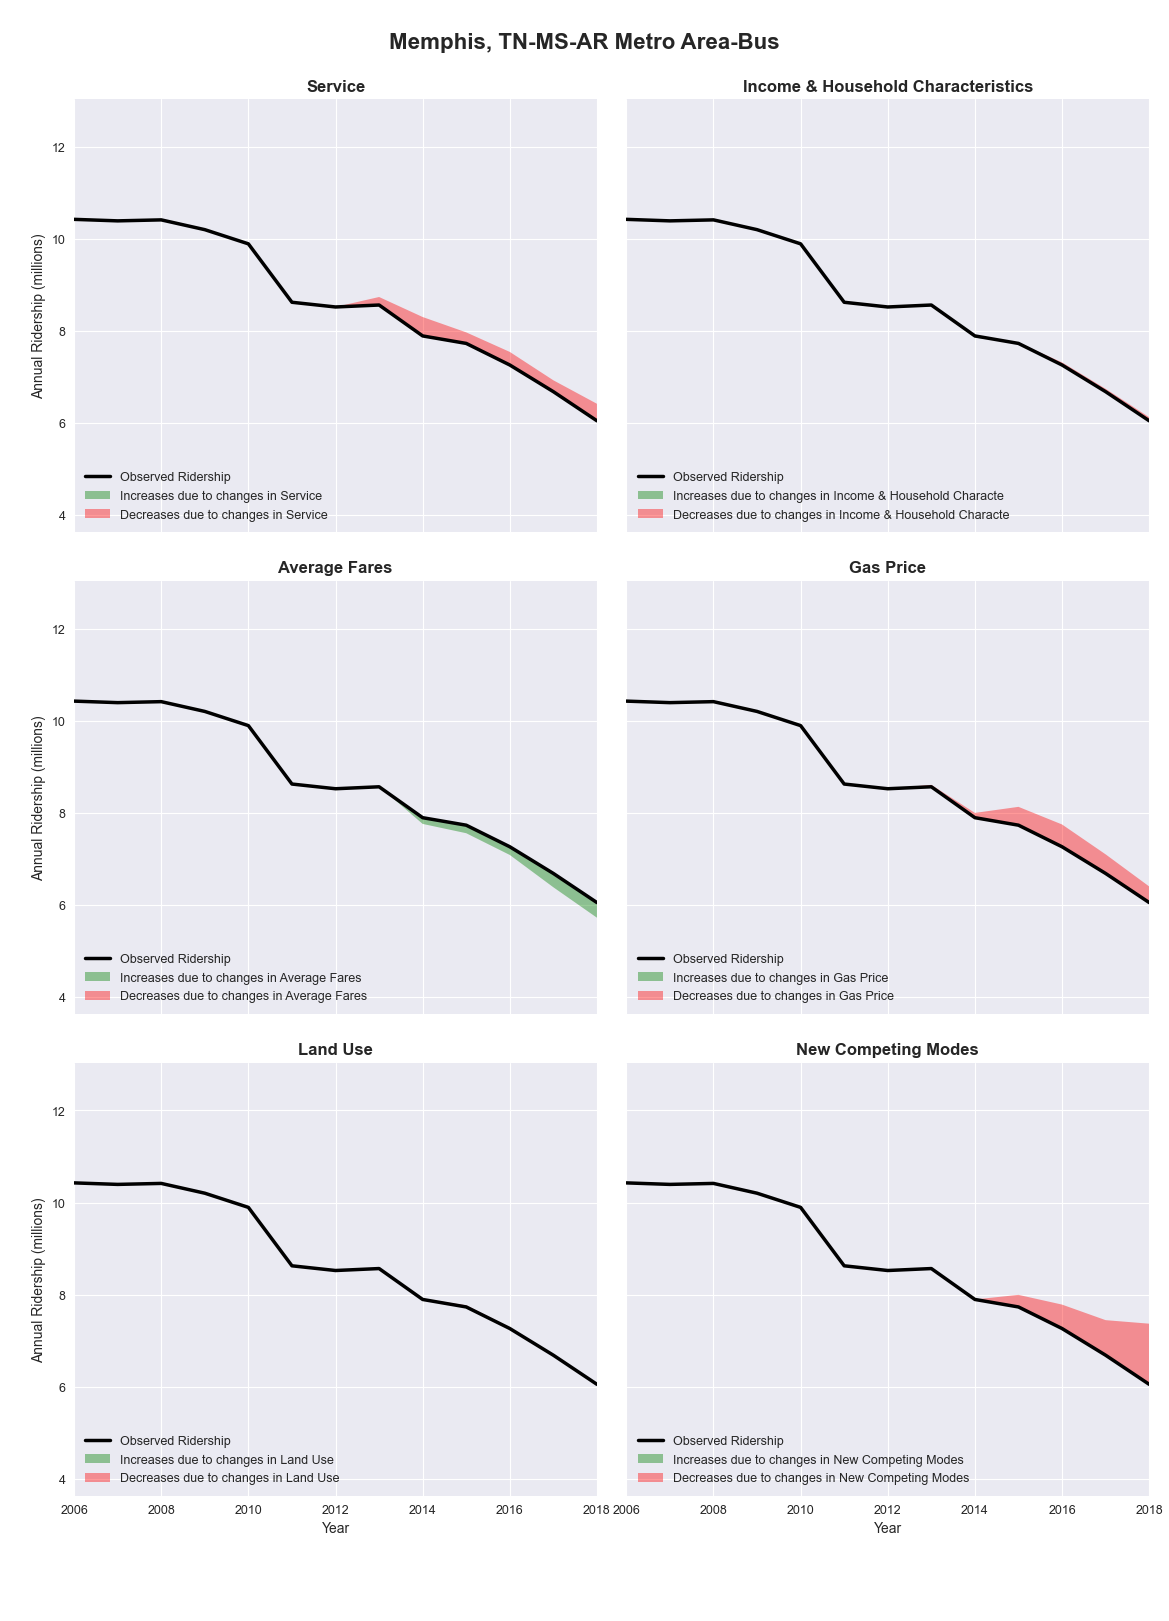 Memphis, TN-MS-AR Metro Area-Bus
Service
Annual Ridership (millions)
12
10
8
6
4
Observed Ridership
Increases due to changes in Service
Decreases due to changes in Service
Income & Household Characteristics
Observed Ridership
Increases due to changes in Income & Household Characte
Decreases due to changes in Income & Household Characte
Average Fares
Annual Ridership (millions)
12
10
8
6
4
Observed Ridership
Increases due to changes in Average Fares
Decreases due to changes in Average Fares
Gas Price
Observed Ridership
Increases due to changes in Gas Price
Decreases due to changes in Gas Price
Land Use
Annual Ridership (millions)
12
10
8
6
4
Observed Ridership
Increases due to changes in Land Use
Decreases due to changes in Land Use
2006 2008 2010 2012 2014 2016 2018
Year
New Competing Modes
Observed Ridership
Increases due to changes in New Competing Modes
Decreases due to changes in New Competing Modes
2006 2008 2010 2012 2014 2016 2018
Year